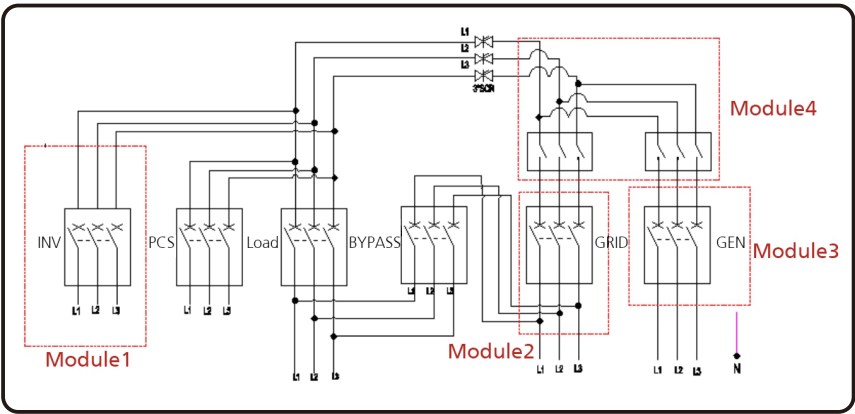 L1
L2
L3
3*SCR
Module4
INV
PCS
Load
BYPASS
GRID
GEN
Module3
L1 L2 L3
L1 L2 L3
L1 L2 L3
Module1
Module2
L1 L2 L3
L1 L2 L3
L1 L2 L3
N